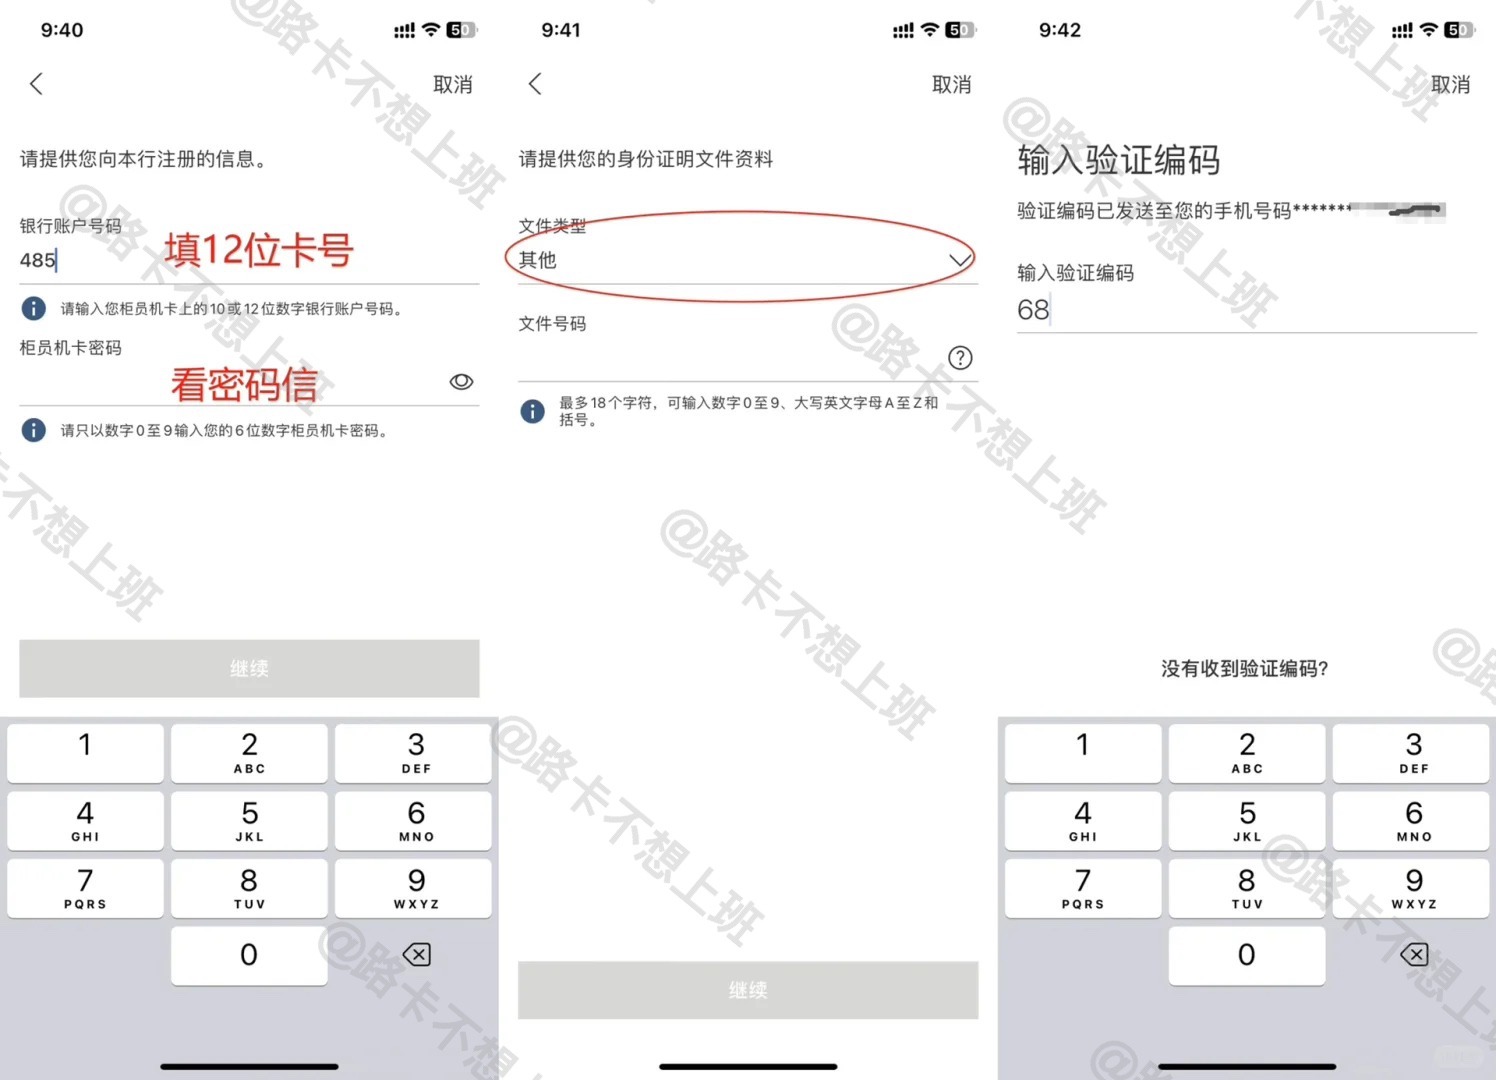 9:40
50
取消
请提供您向本行注册的信息。
银行账户号码
485
填12位卡号
请输入您柜员机卡上的10或12位数字银行账户号码。
柜员机卡密码
看密码信
请只以数字0至9输入您的6位数字柜员机卡密码。
继续
1
2
ABC
3
DEF
4
GHI
5
JKL
6
MNO
7
PQRS
8
TUV
9
WXYZ
0
9:41
50
取消
请提供您的身份证明文件资料
文件类型
其他
文件号码
最多18个字符，可输入数字0至9、大写英文字母A至Z和
括号。
继续
9:42
50
取消
输入验证编码
验证编码已发送至您的手机号码*******
输入验证编码
68
没有收到验证编码?
1
2
ABC
3
DEF
4
GHI
5
JKL
6
MNO
7
PQRS
8
TUV
9
WXYZ
0
@路卡不想上班